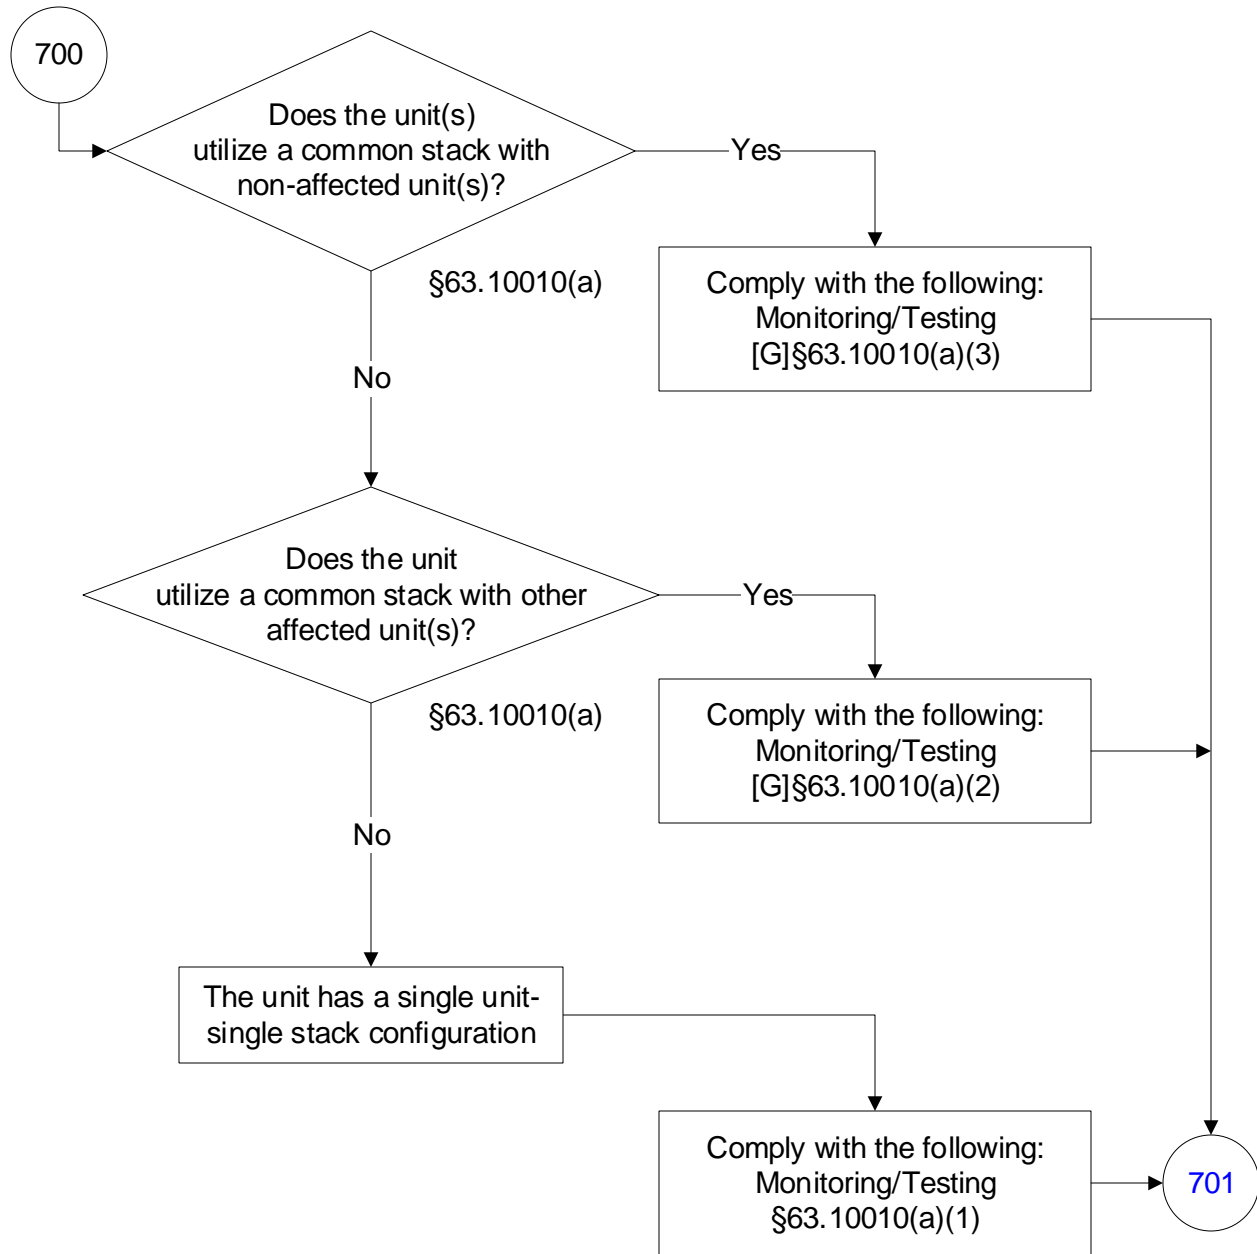 700
Does the unit(s)
utilize a common stack with
non-affected unit(s)?
Yes
§63.10010(a)
Comply with the following:
Monitoring/Testing
[G]§63.10010(a)(3)
No
Does the unit
utilize a common stack with other
affected unit(s)?
Yes
§63.10010(a)
Comply with the following:
Monitoring/Testing
[G]§63.10010(a)(2)
No
The unit has a single unit-
single stack configuration
Comply with the following:
Monitoring/Testing
§63.10010(a)(1)
701